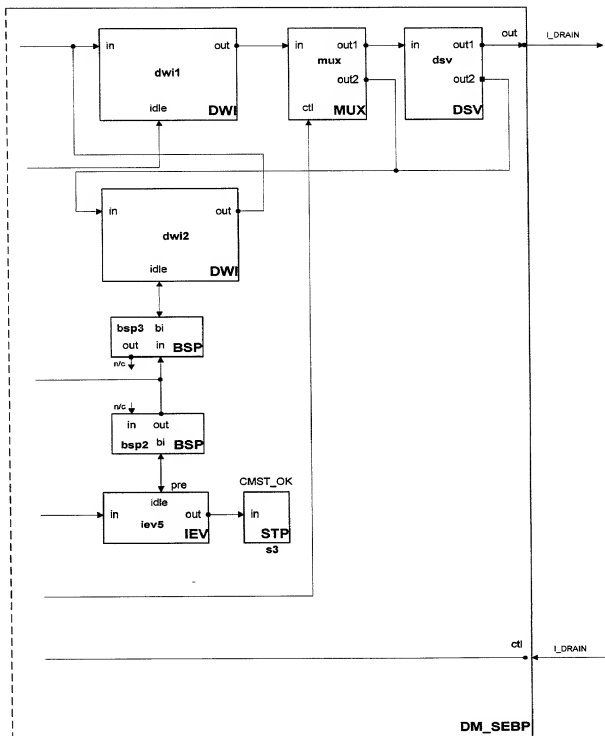 out I_DRAIN
in out in out1 in out1
dwi1 mux dsv
out2 out2
idle DWI ctl MUX DSV
in out
dwi2
idle
DWI
bsp3 bi
out in BSP
n/c
n/c
in out
bsp2 bi BSP
pre CMST_OK
idle
in out in
iev5 IEV STP
s3
ctl I_DRAIN
DM_SEBP